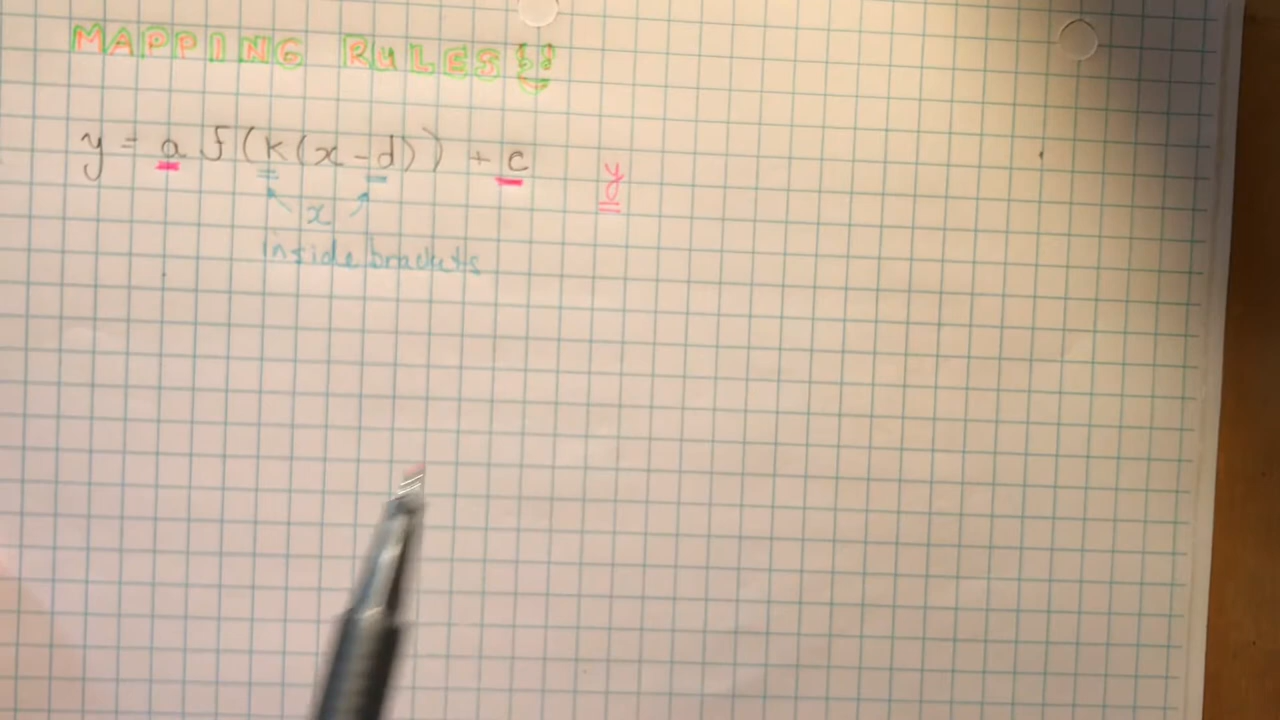 MAPPING RULES
y = a f(k(x-d)) + c
y
x
inside brackets